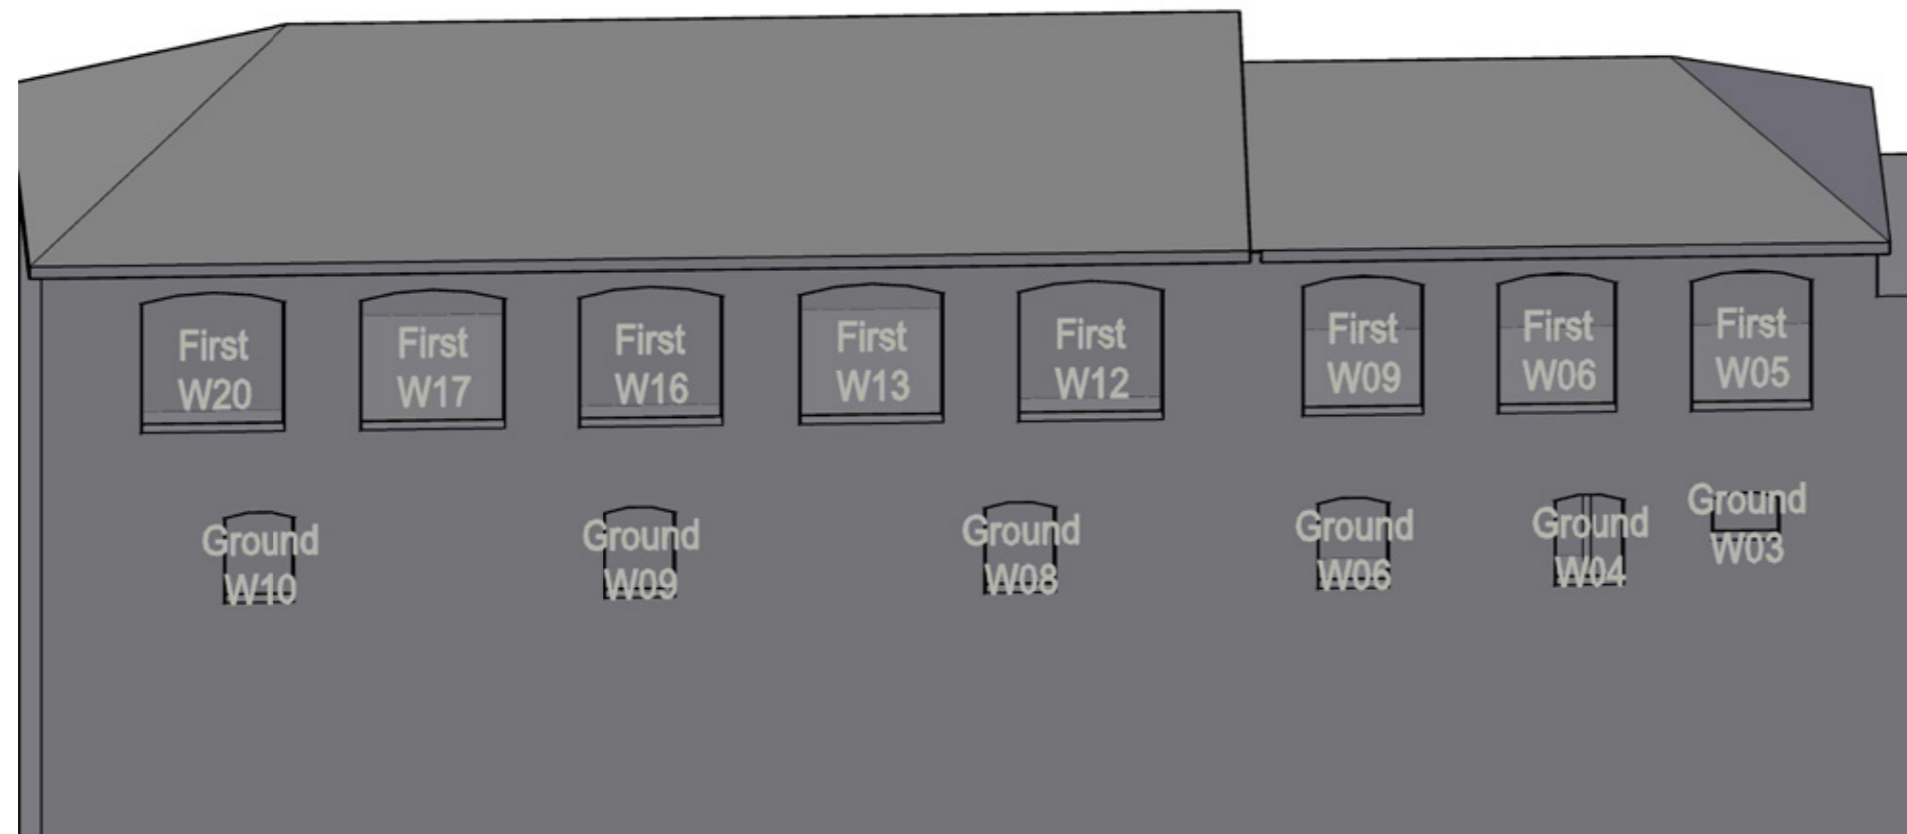 First
W20
First
W17
First
W16
First
W13
First
W12
First
W09
First
W06
First
W05
Ground
W10
Ground
W09
Ground
W08
Ground
W06
Ground
W04
Ground
W03